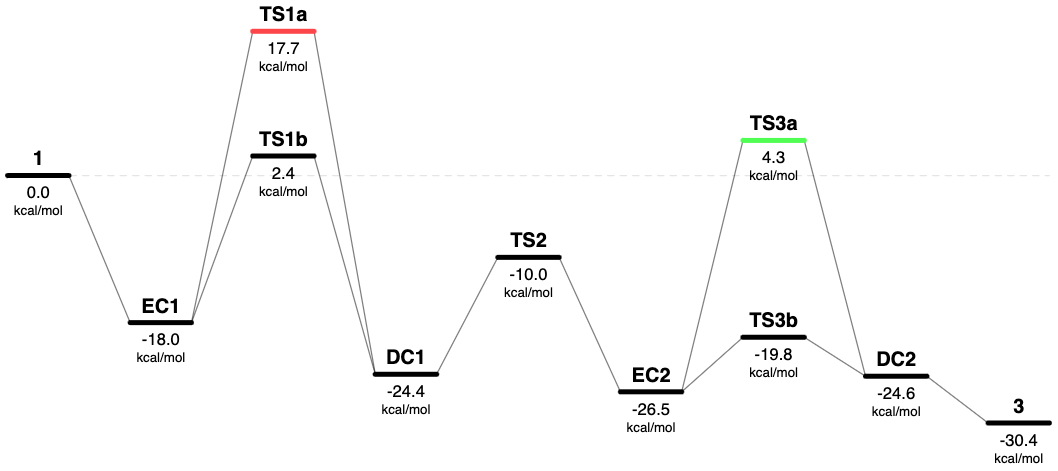 TS1a
17.7
kcal/mol
TS1b
2.4
kcal/mol
1
0.0
kcal/mol
EC1
-18.0
kcal/mol
DC1
-24.4
kcal/mol
TS2
-10.0
kcal/mol
EC2
-26.5
kcal/mol
TS3a
4.3
kcal/mol
TS3b
-19.8
kcal/mol
DC2
-24.6
kcal/mol
3
-30.4
kcal/mol